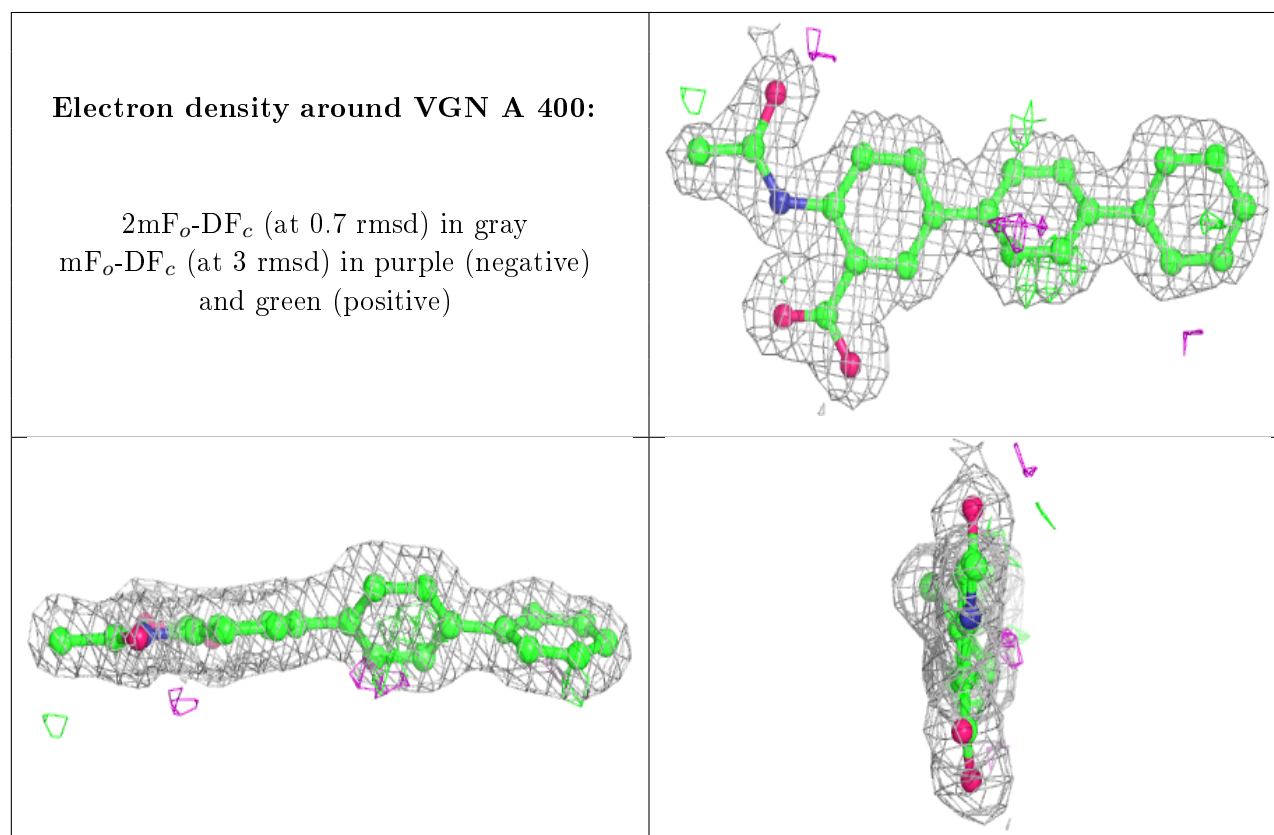 Electron density around VGN A 400:
2mFo-DFc (at 0.7 rmsd) in gray
mFo-DFc (at 3 rmsd) in purple (negative)
and green (positive)